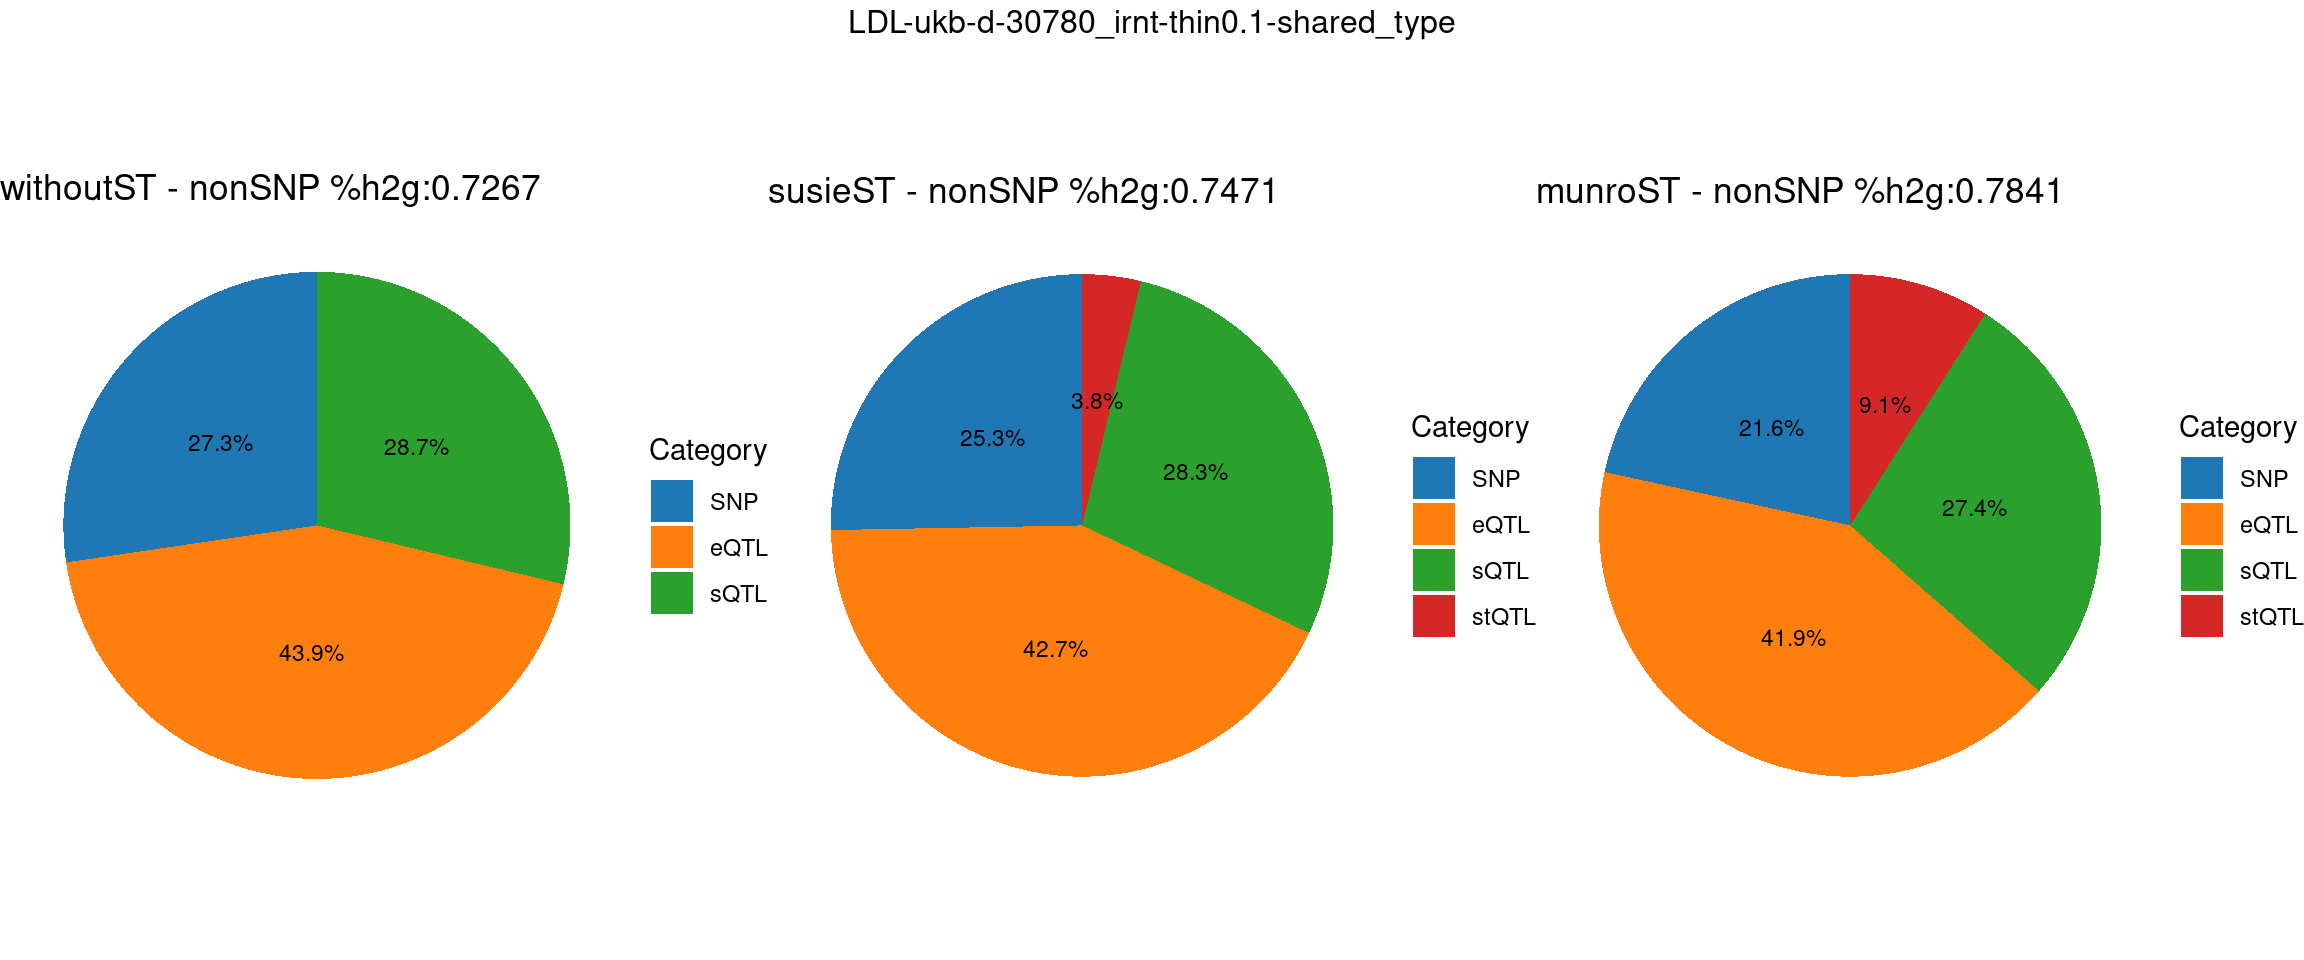 LDL-ukb-d-30780_irnt-thin0.1-shared_type
withoutST - nonSNP %h2g:0.7267
27.3%
28.7%
43.9%
Category
SNP
eQTL
sQTL
susieST - nonSNP %h2g:0.7471
3.8%
25.3%
28.3%
42.7%
Category
SNP
eQTL
sQTL
stQTL
munroST - nonSNP %h2g:0.7841
9.1%
21.6%
27.4%
41.9%
Category
SNP
eQTL
sQTL
stQTL